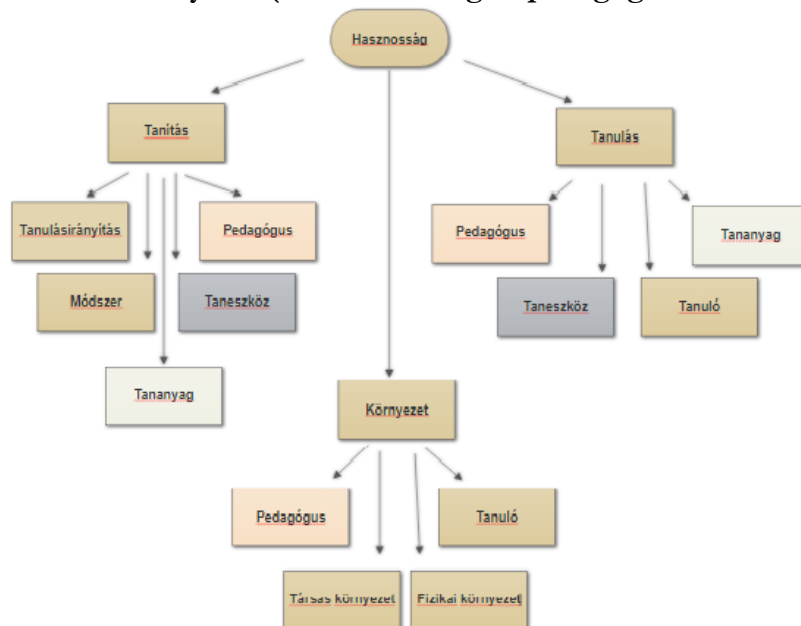 Hasznosság
Tanítás
Tanulás
Tanulásirányítás
Pedagógus
Pedagógus
Tananyag
Módszer
Taneszköz
Taneszköz
Tanuló
Tananyag
Környezet
Pedagógus
Tanuló
Társas környezet
Fizikai környezet